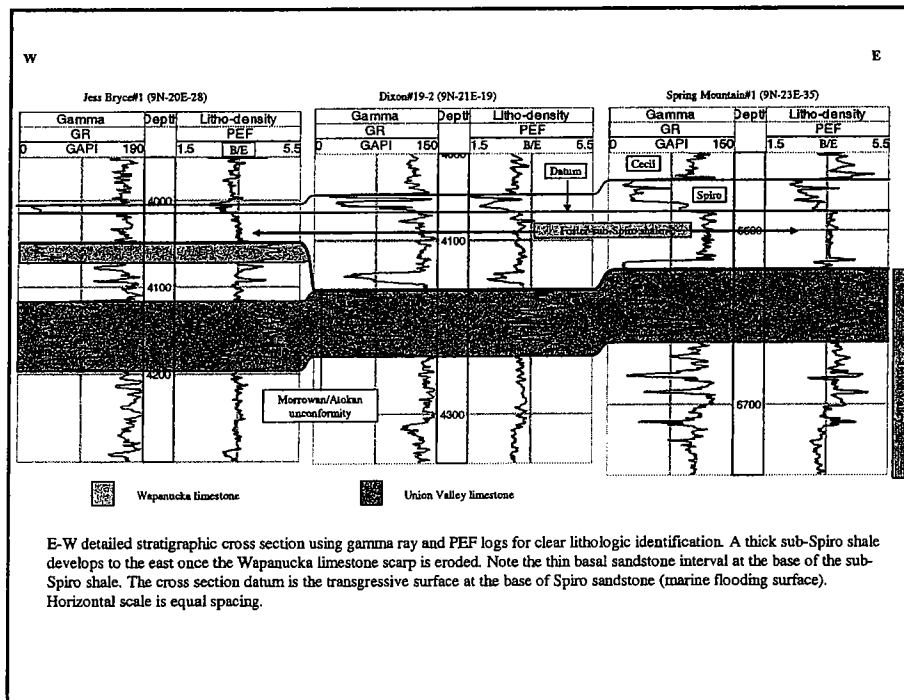 W E
Jess Bryce#1 (9N-20E-28) Dixon#19-2 (9N-21E-19) Spring Mountain#1 (9N-23E-35)
Gamma Depth Litho-density Gamma Depth Litho-density Gamma Depth Litho-density
GR PEF GR PEF GR PEF
0 GAPI 190 1.5 B/E 5.5 0 GAPI 150 1.5 B/E 5.5 0 GAPI 150 1.5 B/E 5.5
4000
Cecil
Datum
Spiro
4000
sub-Spiro
6600
4100
4100
4200
Morrowan/Atokan
unconformity
4300
6700
Wapanucka limestone Union Valley limestone
E-W detailed stratigraphic cross section using gamma ray and PEF logs for clear lithologic identification. A thick sub-Spiro shale
develops to the east once the Wapanucka limestone scarp is eroded. Note the thin basal sandstone interval at the base of the sub-
Spiro shale. The cross section datum is the transgressive surface at the base of Spiro sandstone (marine flooding surface).
Horizontal scale is equal spacing.